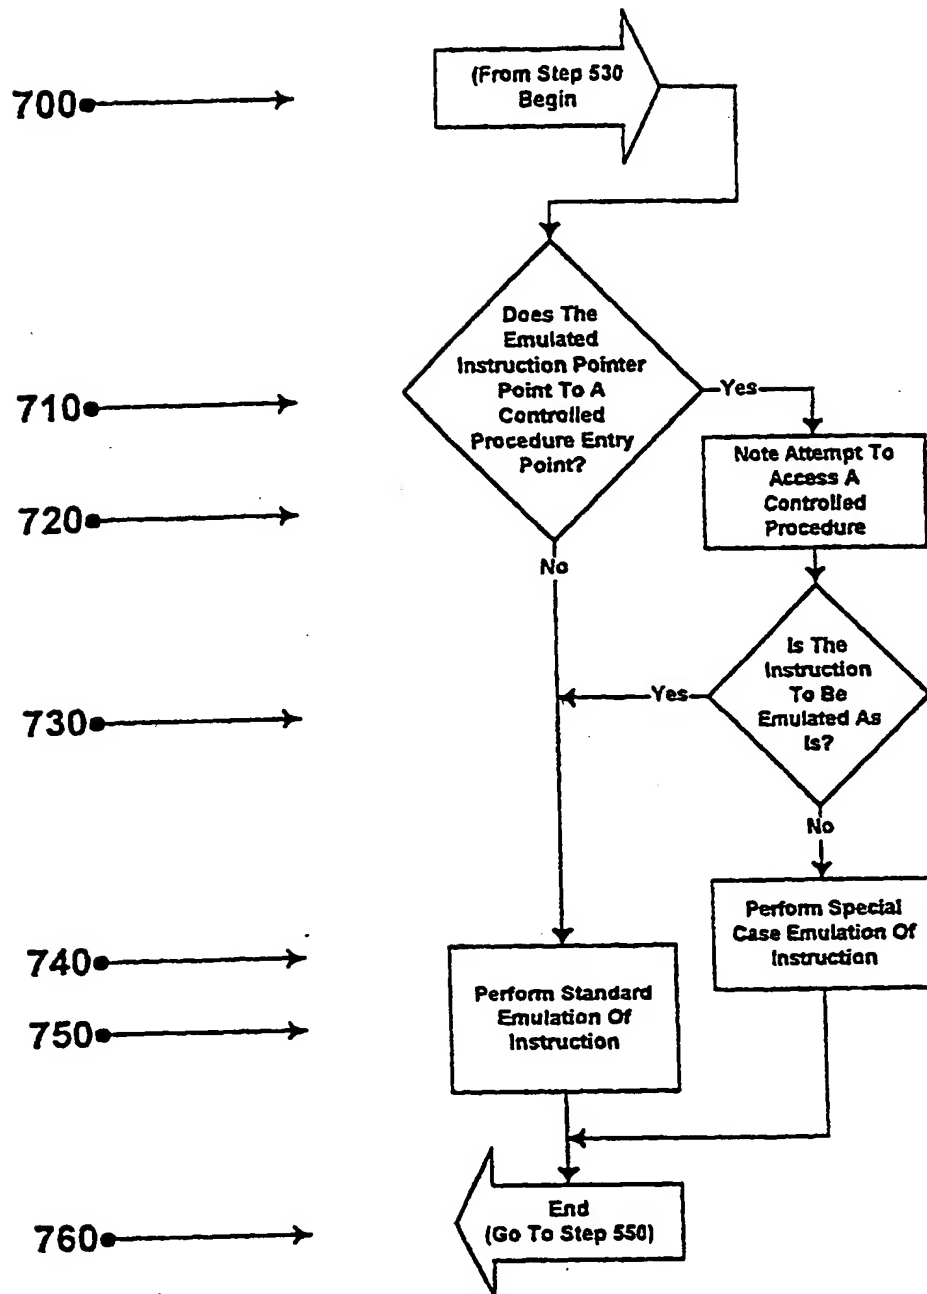 700
(From Step 530
Begin
Does The
Emulated
Instruction Pointer
Point To A
Controlled
Procedure Entry
Point?
710
Yes
Note Attempt To
Access A
Controlled
Procedure
720
No
Is The
Instruction
To Be
Emulated As
Is?
Yes
730
No
Perform Special
Case Emulation Of
Instruction
740
Perform Standard
Emulation Of
Instruction
750
End
(Go To Step 550)
760